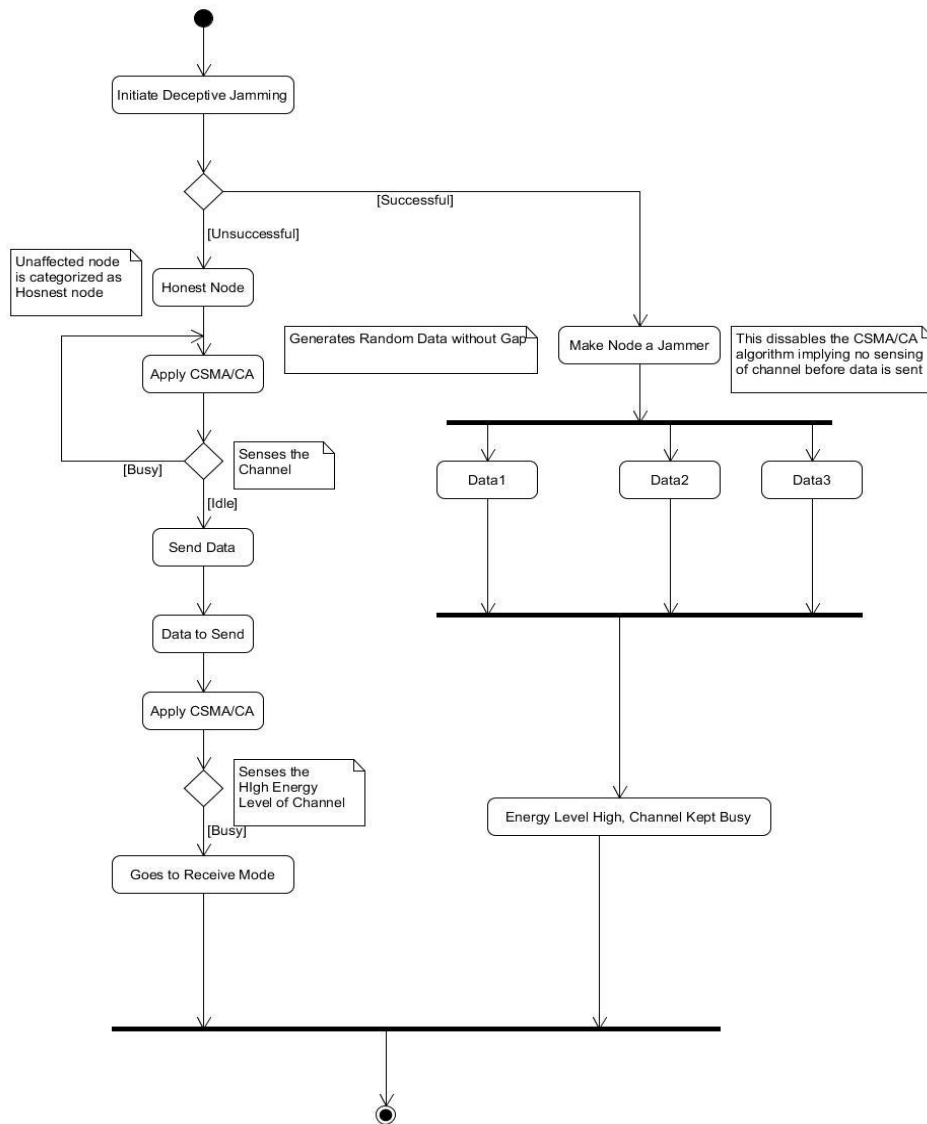 Initiate Deceptive Jamming
[Successful]
[Unsuccessful]
Unaffected node
is categorized as
Hosnest node
Honest Node
Generates Random Data without Gap
Make Node a Jammer
This dissables the CSMA/CA
algorithm implying no sensing
of channel before data is sent
Apply CSMA/CA
Senses the
Channel
[Busy]
[Idle]
Data1
Data2
Data3
Send Data
Data to Send
Apply CSMA/CA
Senses the
HIgh Energy
Level of Channel
[Busy]
Energy Level High, Channel Kept Busy
Goes to Receive Mode